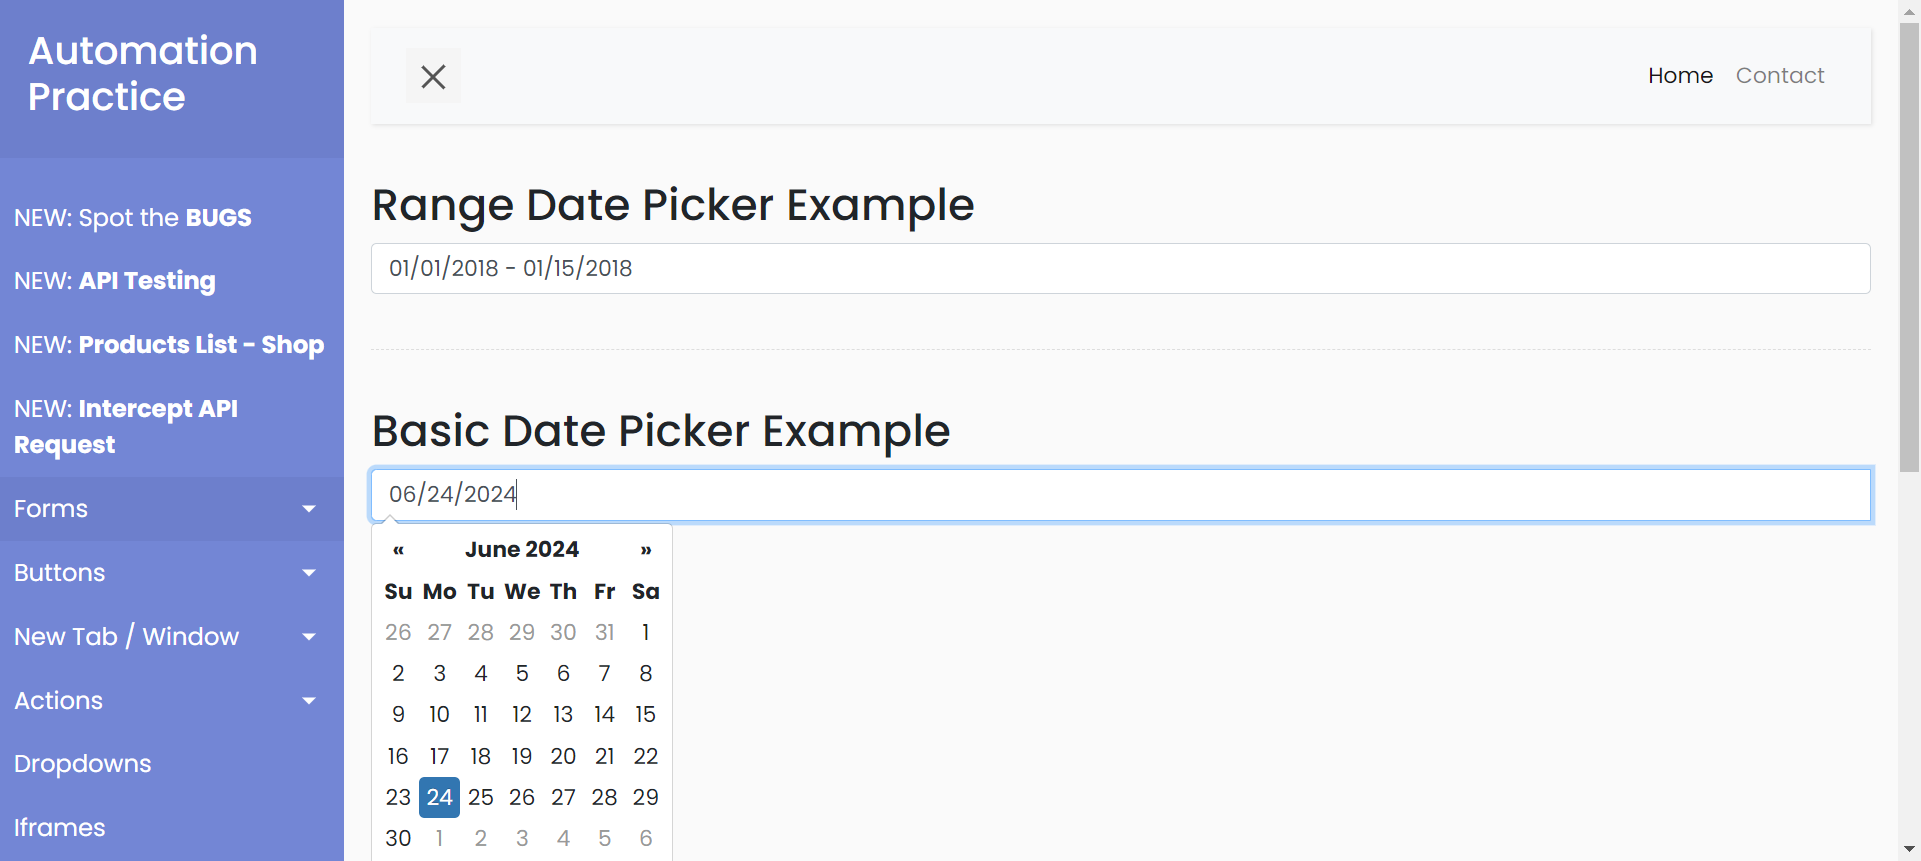 Automation
Practice
NEW: Spot the BUGS
NEW: API Testing
NEW: Products List - Shop
NEW: Intercept API
Request
Forms
Buttons
New Tab / Window
Actions
Dropdowns
Iframes
Home Contact
Range Date Picker Example
01/01/2018 - 01/15/2018
Basic Date Picker Example
06/24/2024
« June 2024 »
Su Mo Tu We Th Fr Sa
26 27 28 29 30 31 1
2 3 4 5 6 7 8
9 10 11 12 13 14 15
16 17 18 19 20 21 22
23 24 25 26 27 28 29
30 1 2 3 4 5 6